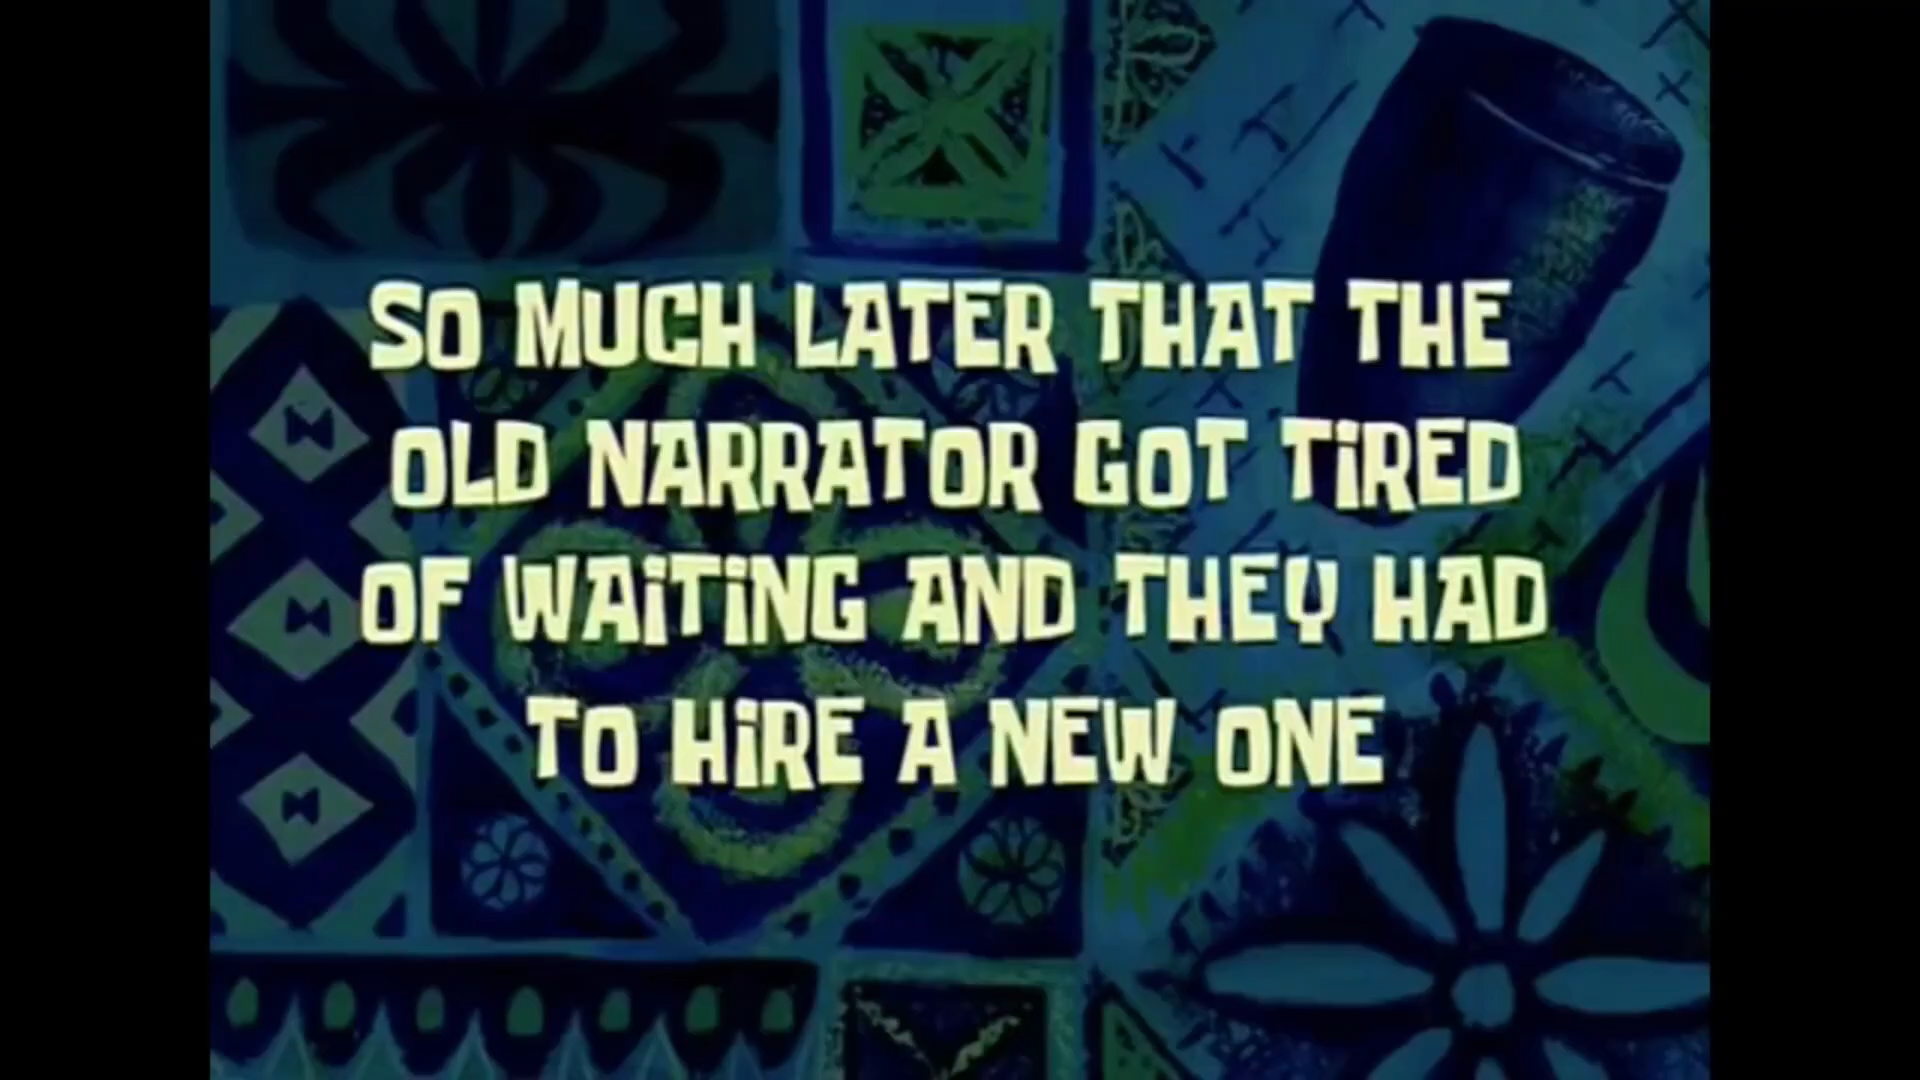 SO MUCH LATER THAT THE
OLD NARRATOR GOT TiRED
OF WAiTiNG AND THEY HAD
TO HiRE A NEW ONE